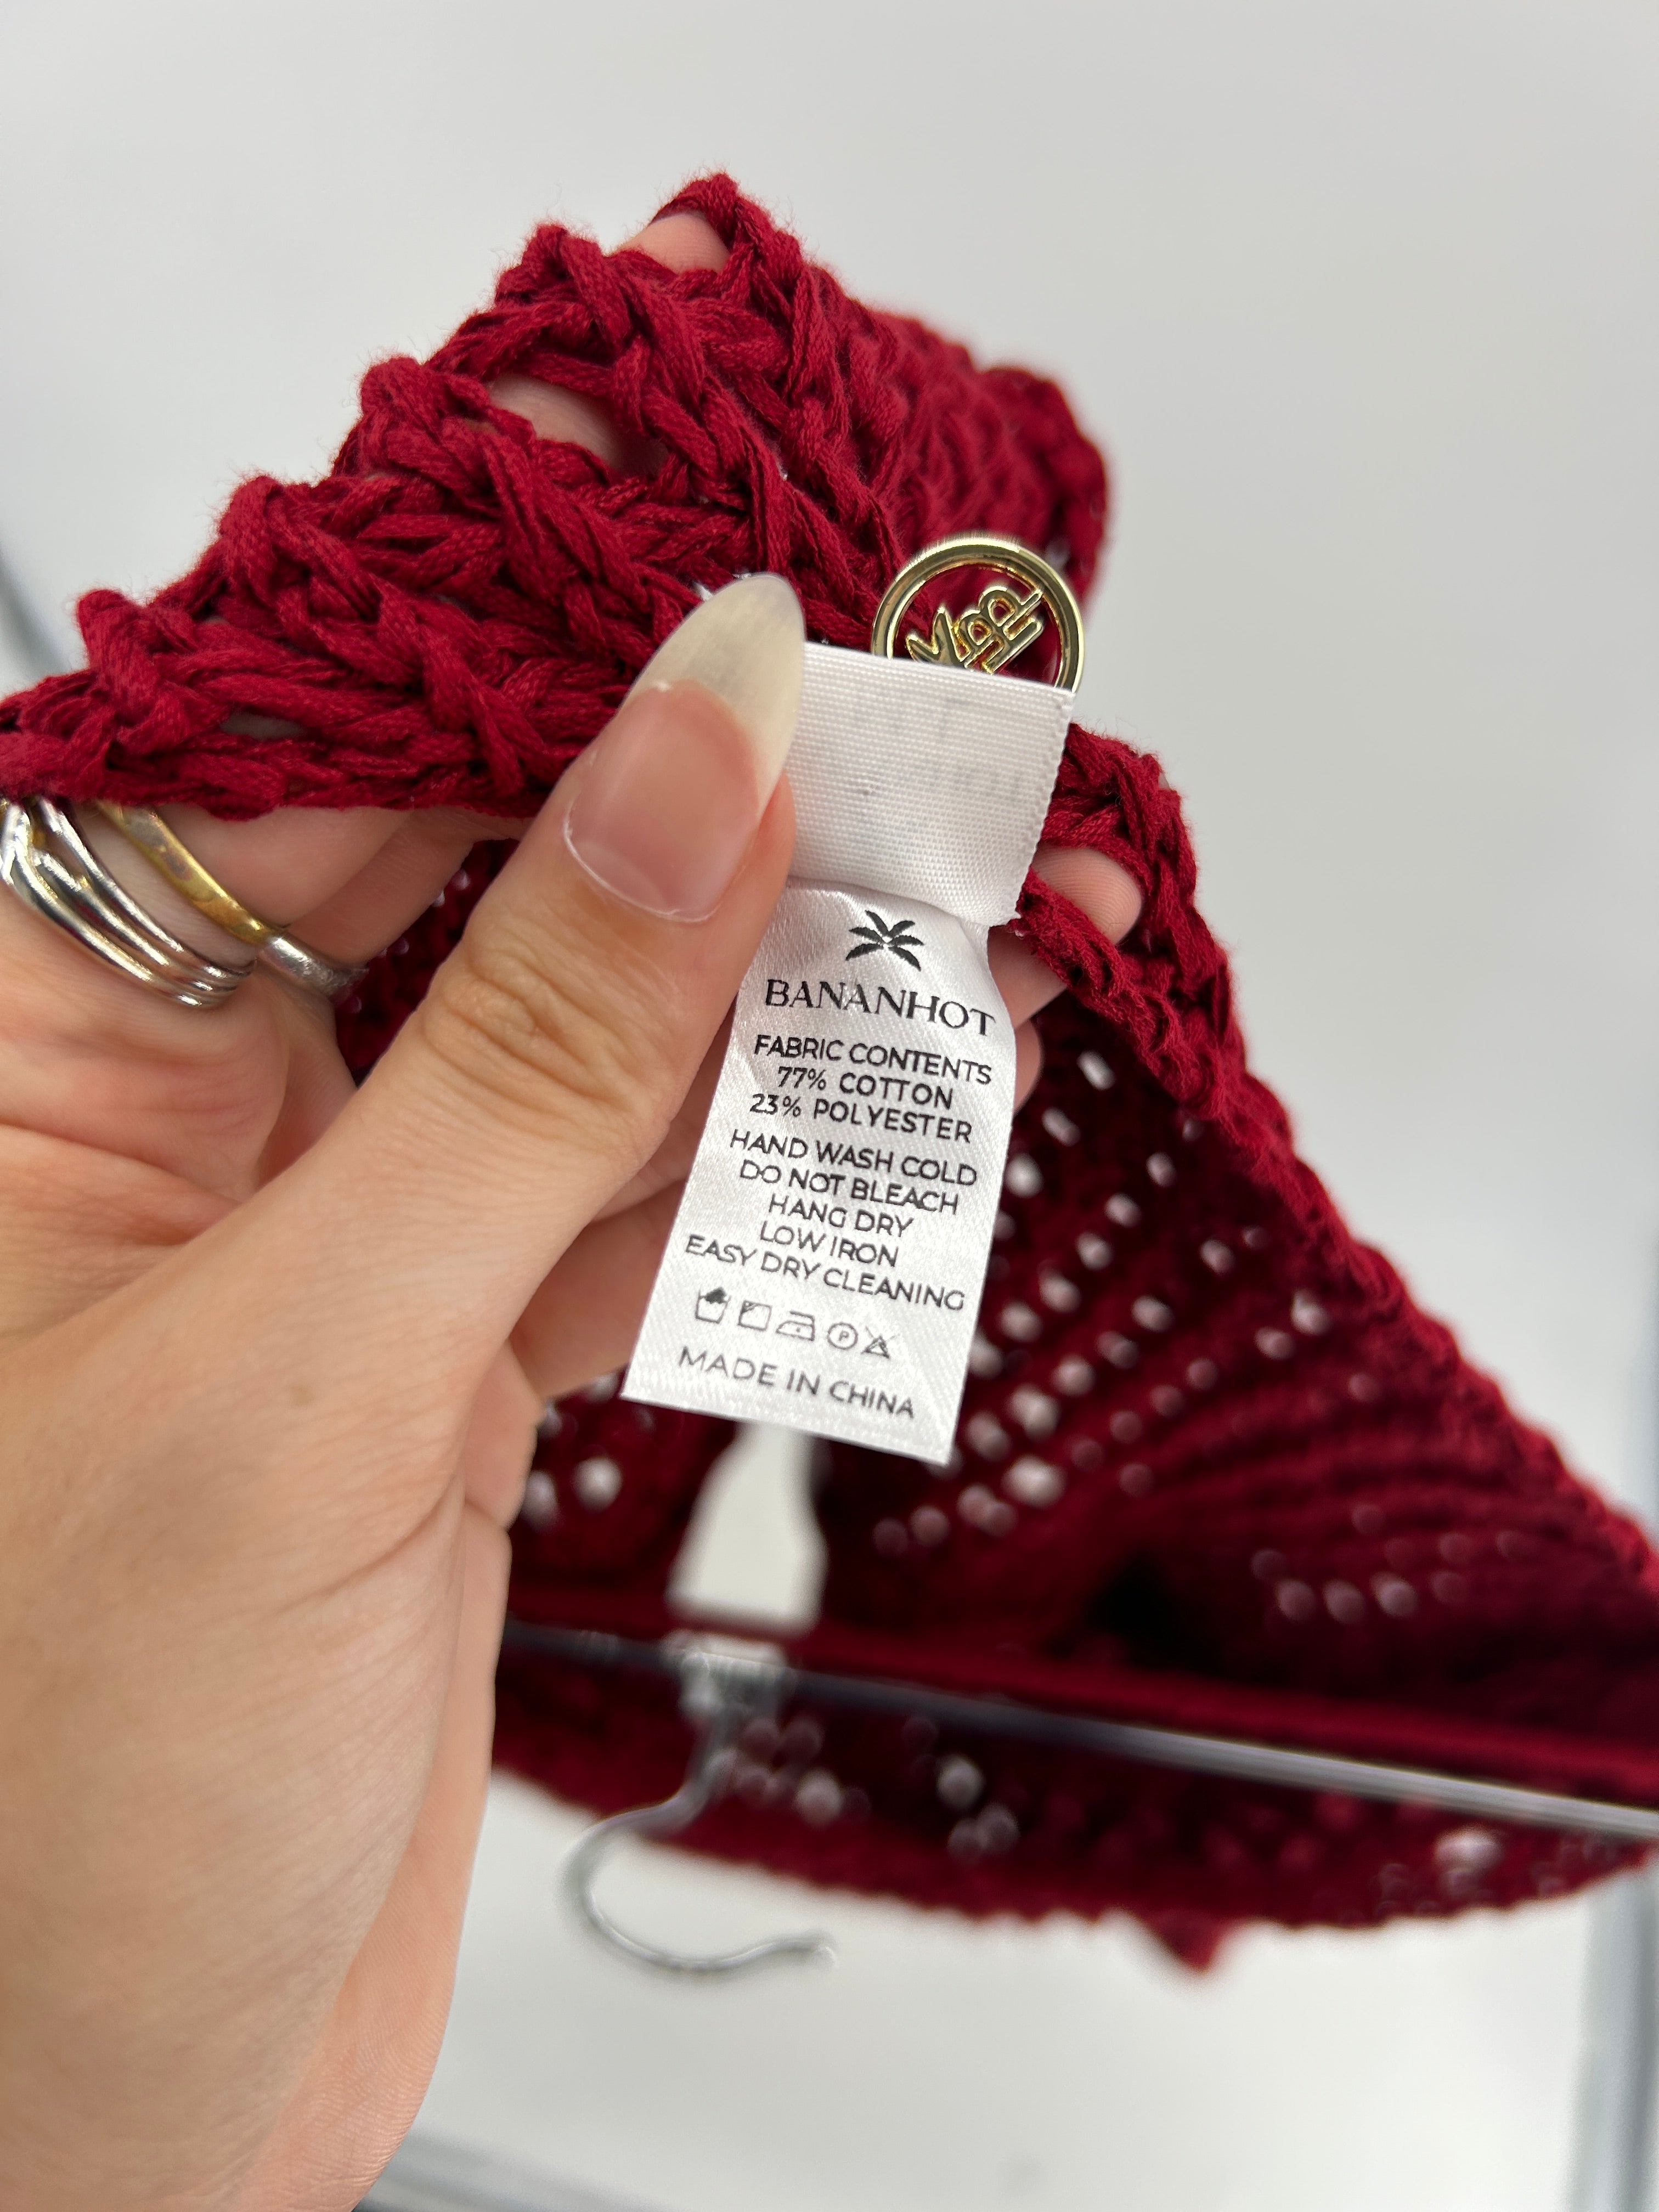 BANANHOT
FABRIC CONTENTS
77% COTTON
23% POLYESTER
HAND WASH COLD
DO NOT BLEACH
HANG DRY
LOW IRON
EASY DRY CLEANING
P
MADE IN CHINA